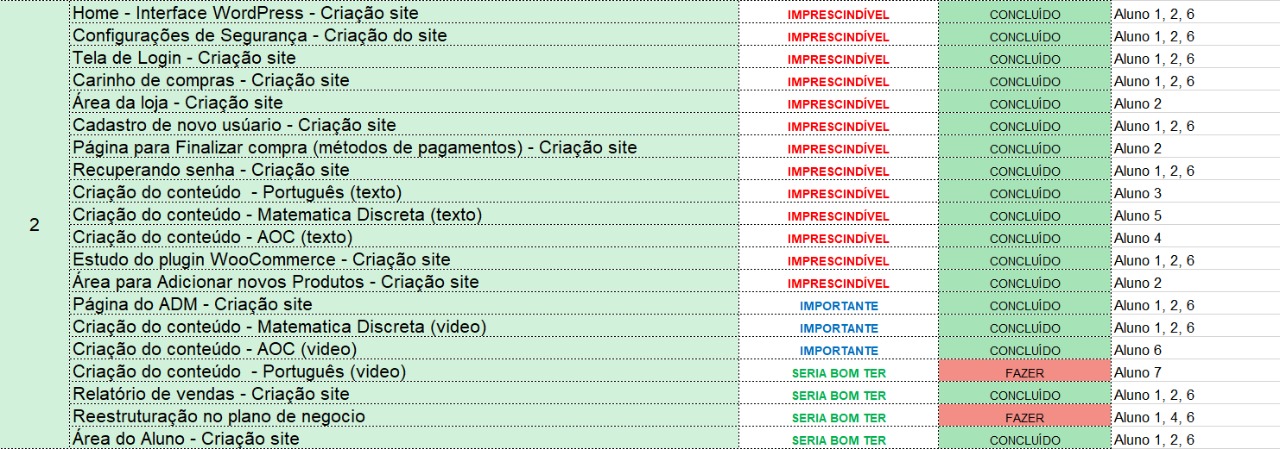 Home - Interface WordPress - Criação site IMPRESCINDÍVEL CONCLUÍDO Aluno 1, 2, 6
Configurações de Segurança - Criação do site IMPRESCINDÍVEL CONCLUÍDO Aluno 1, 2, 6
Tela de Login - Criação site IMPRESCINDÍVEL CONCLUÍDO Aluno 1, 2, 6
Carinho de compras - Criação site IMPRESCINDÍVEL CONCLUÍDO Aluno 1, 2, 6
Área da loja - Criação site IMPRESCINDÍVEL CONCLUÍDO Aluno 2
Cadastro de novo usúario - Criação site IMPRESCINDÍVEL CONCLUÍDO Aluno 1, 2, 6
Página para Finalizar compra (métodos de pagamentos) - Criação site IMPRESCINDÍVEL CONCLUÍDO Aluno 2
Recuperando senha - Criação site IMPRESCINDÍVEL CONCLUÍDO Aluno 1, 2, 6
Criação do conteúdo - Português (texto) IMPRESCINDÍVEL CONCLUÍDO Aluno 3
2 Criação do conteúdo - Matematica Discreta (texto) IMPRESCINDÍVEL CONCLUÍDO Aluno 5
Criação do conteúdo - AOC (texto) IMPRESCINDÍVEL CONCLUÍDO Aluno 4
Estudo do plugin WooCommerce - Criação site IMPRESCINDÍVEL CONCLUÍDO Aluno 1, 2, 6
Área para Adicionar novos Produtos - Criação site IMPRESCINDÍVEL CONCLUÍDO Aluno 2
Página do ADM - Criação site IMPORTANTE CONCLUÍDO Aluno 1, 2, 6
Criação do conteúdo - Matematica Discreta (video) IMPORTANTE CONCLUÍDO Aluno 1, 2, 6
Criação do conteúdo - AOC (video) IMPORTANTE CONCLUÍDO Aluno 6
Criação do conteúdo - Português (video) SERIA BOM TER FAZER Aluno 7
Relatório de vendas - Criação site SERIA BOM TER CONCLUÍDO Aluno 1, 2, 6
Reestruturação no plano de negocio SERIA BOM TER FAZER Aluno 1, 4, 6
Área do Aluno - Criação site SERIA BOM TER CONCLUÍDO Aluno 1, 2, 6